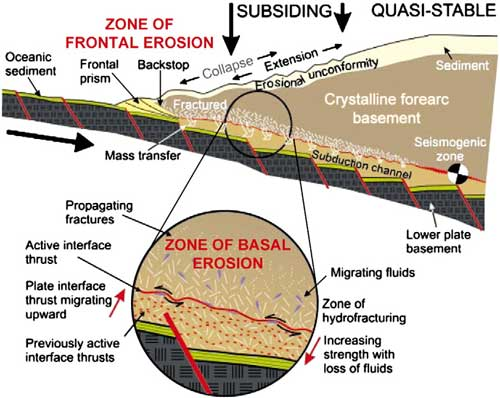 ZONE OF
FRONTAL EROSION
SUBSIDING
QUASI-STABLE
Oceanic
sediment
Frontal
prism
Backstop
Collapse
Extension
Erosional unconformity
Sediment
Fractured
Crystalline forearc
basement
Mass transfer
Subduction channel
Seismogenic
zone
Lower plate
basement
Propagating
fractures
ZONE OF BASAL
EROSION
Active interface
thrust
Migrating fluids
Plate interface
thrust migrating
upward
Zone of
hydrofracturing
Previously active
interface thrusts
Increasing
strength with
loss of fluids